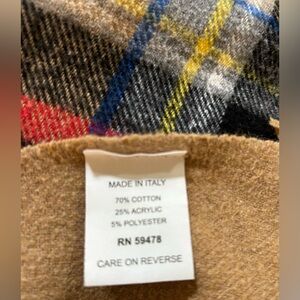 MADE IN ITALY
70% COTTON
25% ACRYLIC
5% POLYESTER
RN 59478
CARE ON REVERSE